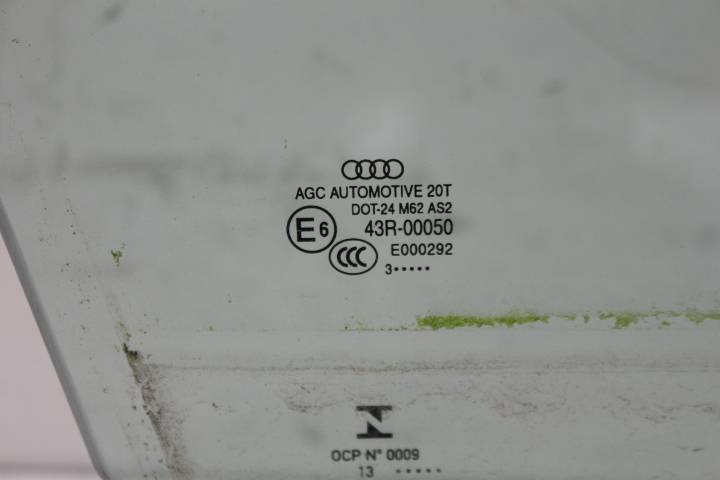 AGC AUTOMOTIVE 20T
DOT-24 M62 AS2
E6 43R-00050
CCC E000292
3•••••
N
OCP N° 0009
13 •••••